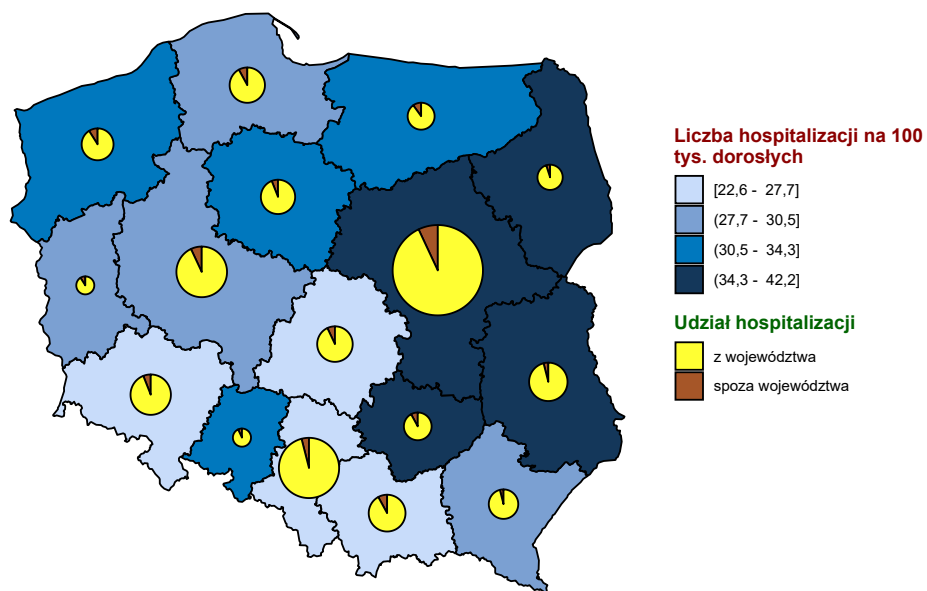 Liczba hospitalizacji na 100
tys. dorosłych
[22,6 - 27,7]
(27,7 - 30,5]
(30,5 - 34,3]
(34,3 - 42,2]
Udział hospitalizacji
z województwa
spoza województwa